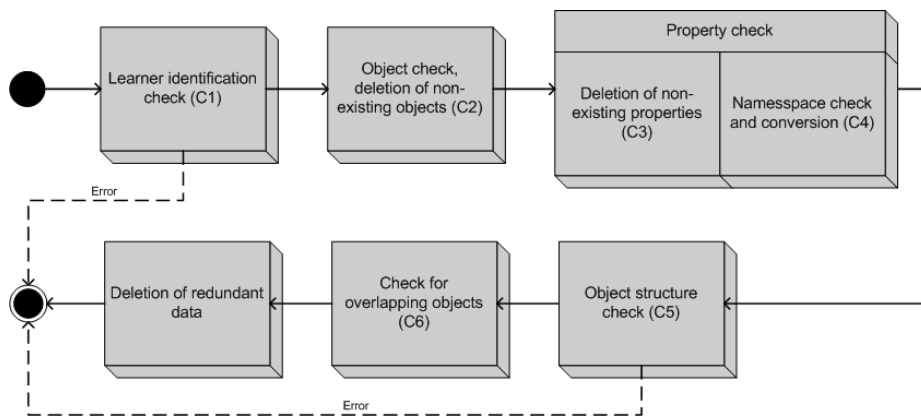 Learner identification
check (C1)
Object check,
deletion of non-
existing objects (C2)
Property check
Deletion of non-
existing properties
(C3)
Namesspace check
and conversion (C4)
Error
Deletion of redundant
data
Check for
overlapping objects
(C6)
Object structure
check (C5)
Error